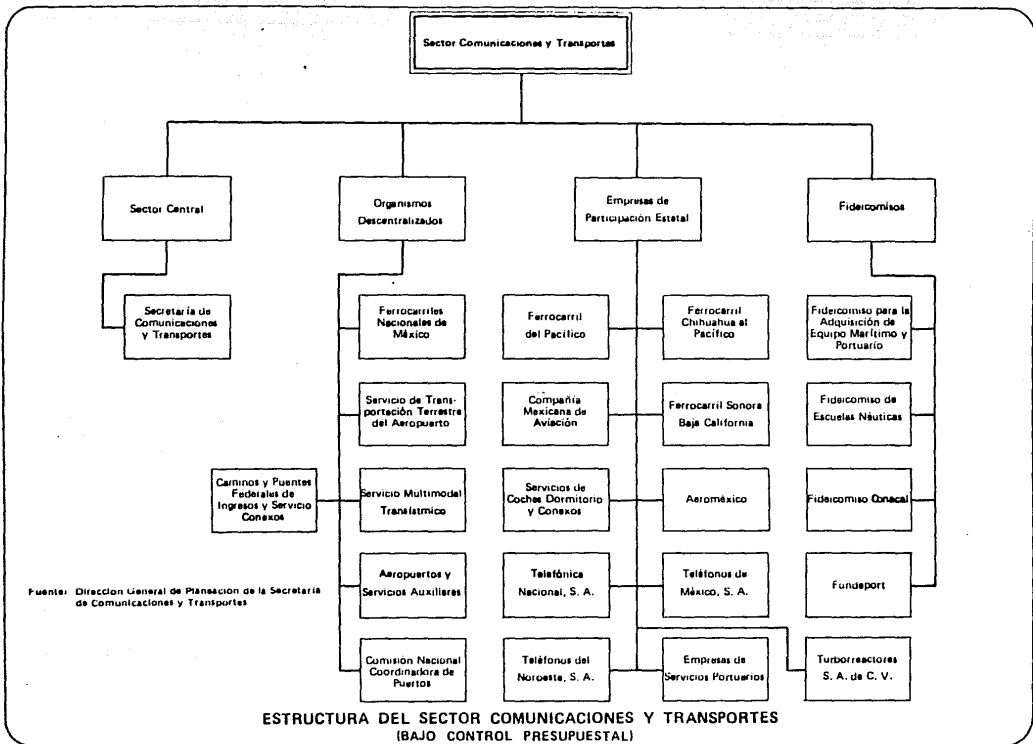 Sector Comunicaciones y Transportes
Sector Central
Organismos
Descentralizados
Empresas de
Participación Estatal
Fideicomisos
Secretaría de
Comunicaciones
y Transportes
Ferrocarriles
Nacionales de
México
Ferrocarril
del Pacífico
Ferrocarril
Chihuahua al
Pacífico
Fideicomiso para la
Adquisición de
Equipo Marítimo y
Portuario
Servicio de Trans-
portación Terrestre
del Aeropuerto
Compañía
Mexicana de
Aviación
Ferrocarril Sonora
Baja California
Fideicomiso de
Escuelas Náuticas
Caminos y Puentes
Federales de
Ingresos y Servicio
Conexos
Servicio Multimodal
Transístmico
Servicios de
Coches Dormitorio
y Conexos
Aeroméxico
Fideicomiso Conacal
Aeropuertos y
Servicios Auxiliares
Telefónica
Nacional, S. A.
Teléfonos de
México, S. A.
Fundeport
Fuente: Dirección General de Planeación de la Secretaría
de Comunicaciones y Transportes
Comisión Nacional
Coordinadora de
Puertos
Teléfonos del
Noroeste, S. A.
Empresas de
Servicios Portuarios
Turborreactores
S. A. de C. V.
ESTRUCTURA DEL SECTOR COMUNICACIONES Y TRANSPORTES
(BAJO CONTROL PRESUPUESTAL)